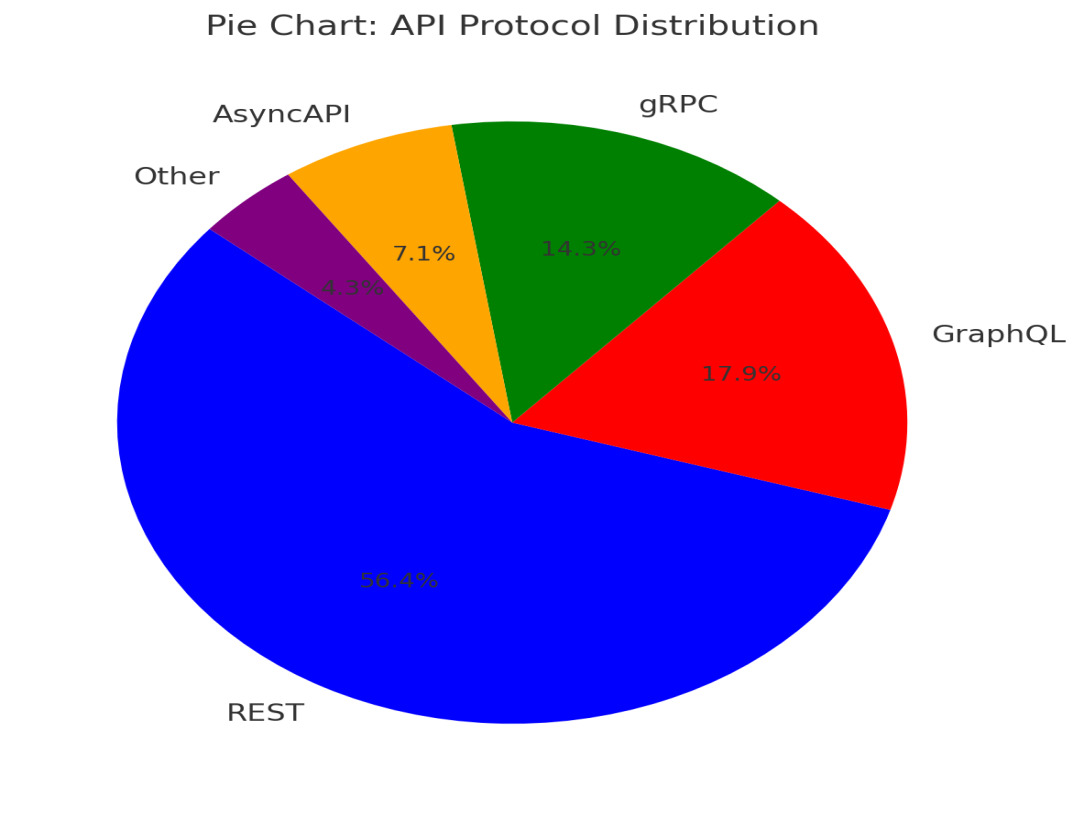 Pie Chart: API Protocol Distribution
gRPC
AsyncAPI
Other
7.1%
14.3%
4.3%
GraphQL
17.9%
56.4%
REST